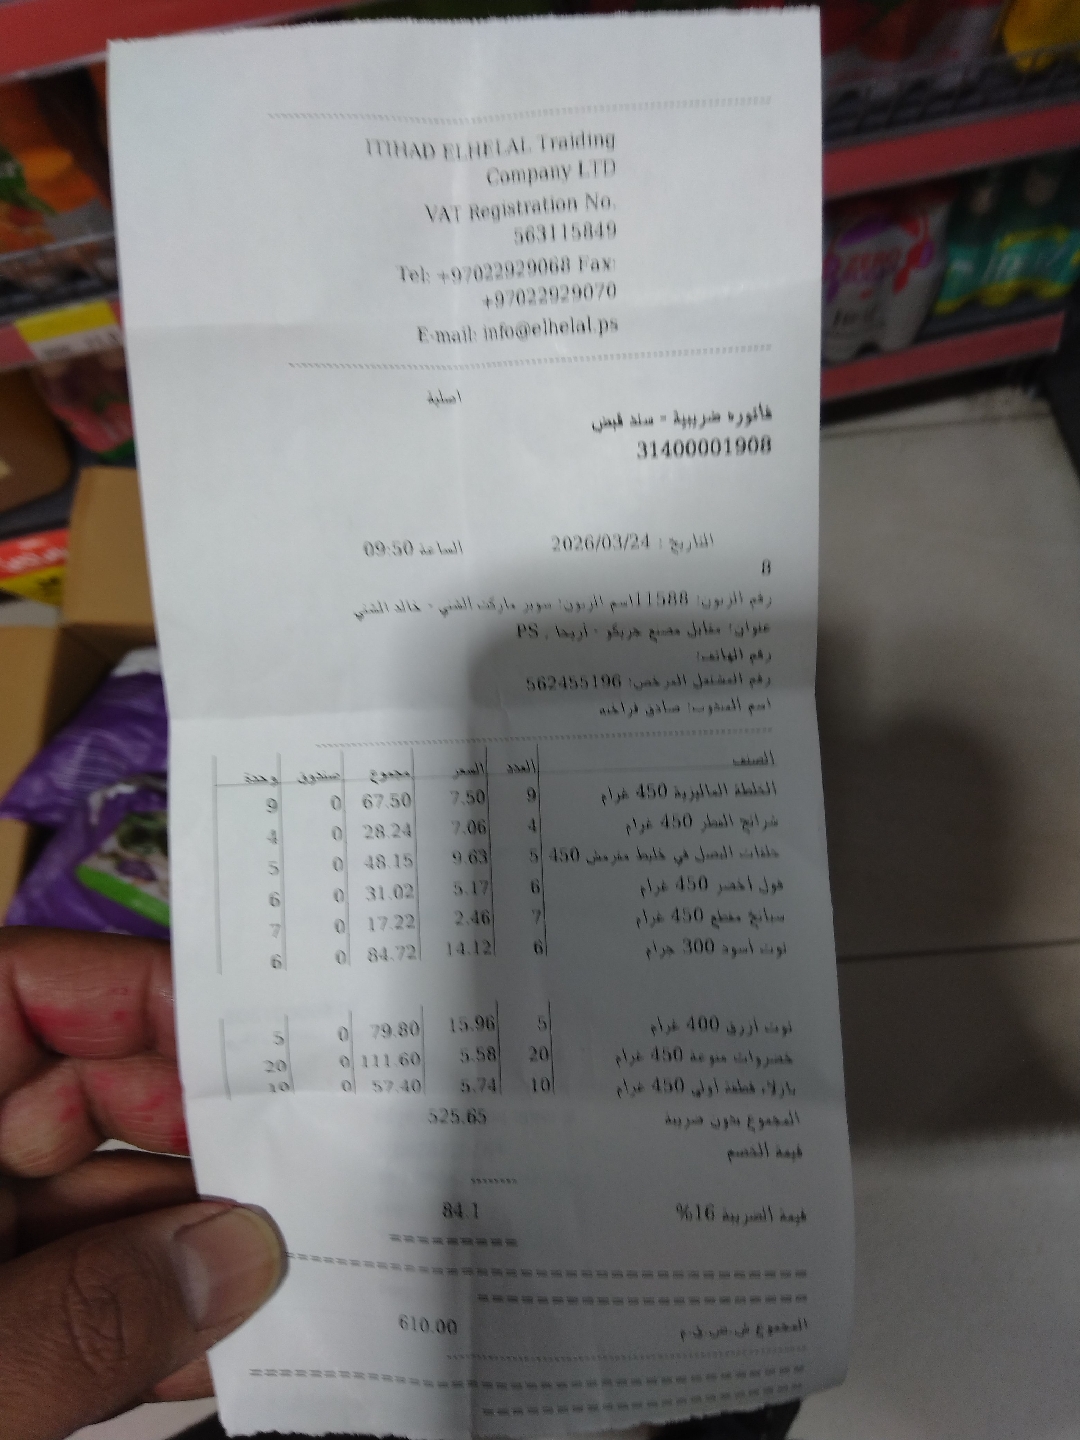 ITIHAD ELHELAL Traiding
Company LTD
VAT Registration No.
563115849
Tel: +97022929068 Fax:
+97022929070
E-mail: info@elhelal.ps
اصلية
فاتوره ضريبية - سند قبض
31400001908
التاريخ : 2026/03/24 الساعة 09:50
8
رقم الزبون: 11588اسم الزبون: سوبر ماركت الشني - خالد الشني
عنوان: مقابل مصنع جريكو - أريحا , PS
رقم الهاتف:
رقم المشتغل المرخص: 562455196
اسم المندوب: صادق فراخنه
الصنف العدد السعر مجموع صندوق وحدة
الخلطة الماليزية 450 غرام 9 7.50 67.50 0 9
شرائح الفطر 450 غرام 4 7.06 28.24 0 4
حلقات البصل في خليط مقرمش 450 5 9.63 48.15 0 5
فول أخضر 450 غرام 6 5.17 31.02 0 6
سبانخ مقطع 450 غرام 7 2.46 17.22 0 7
توت أسود 300 جرام 6 14.12 84.72 0 6
توت أزرق 400 غرام 5 15.96 79.80 0 5
خضروات منوعة 450 غرام 20 5.58 111.60 0 20
بازلاء قطفة أولى 450 غرام 10 5.74 57.40 0 10
المجموع بدون ضريبة 525.65
قيمة الخصم
قيمة الضريبة 16% 84.1
المجموع ش.س.ق.م 610.00